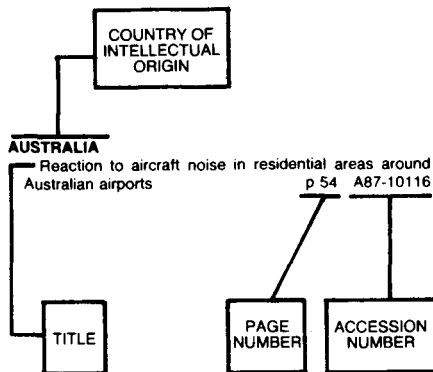 COUNTRY OF
INTELLECTUAL
ORIGIN
AUSTRALIA
Reaction to aircraft noise in residential areas around
Australian airports p 54 A87-10116
TITLE
PAGE
NUMBER
ACCESSION
NUMBER